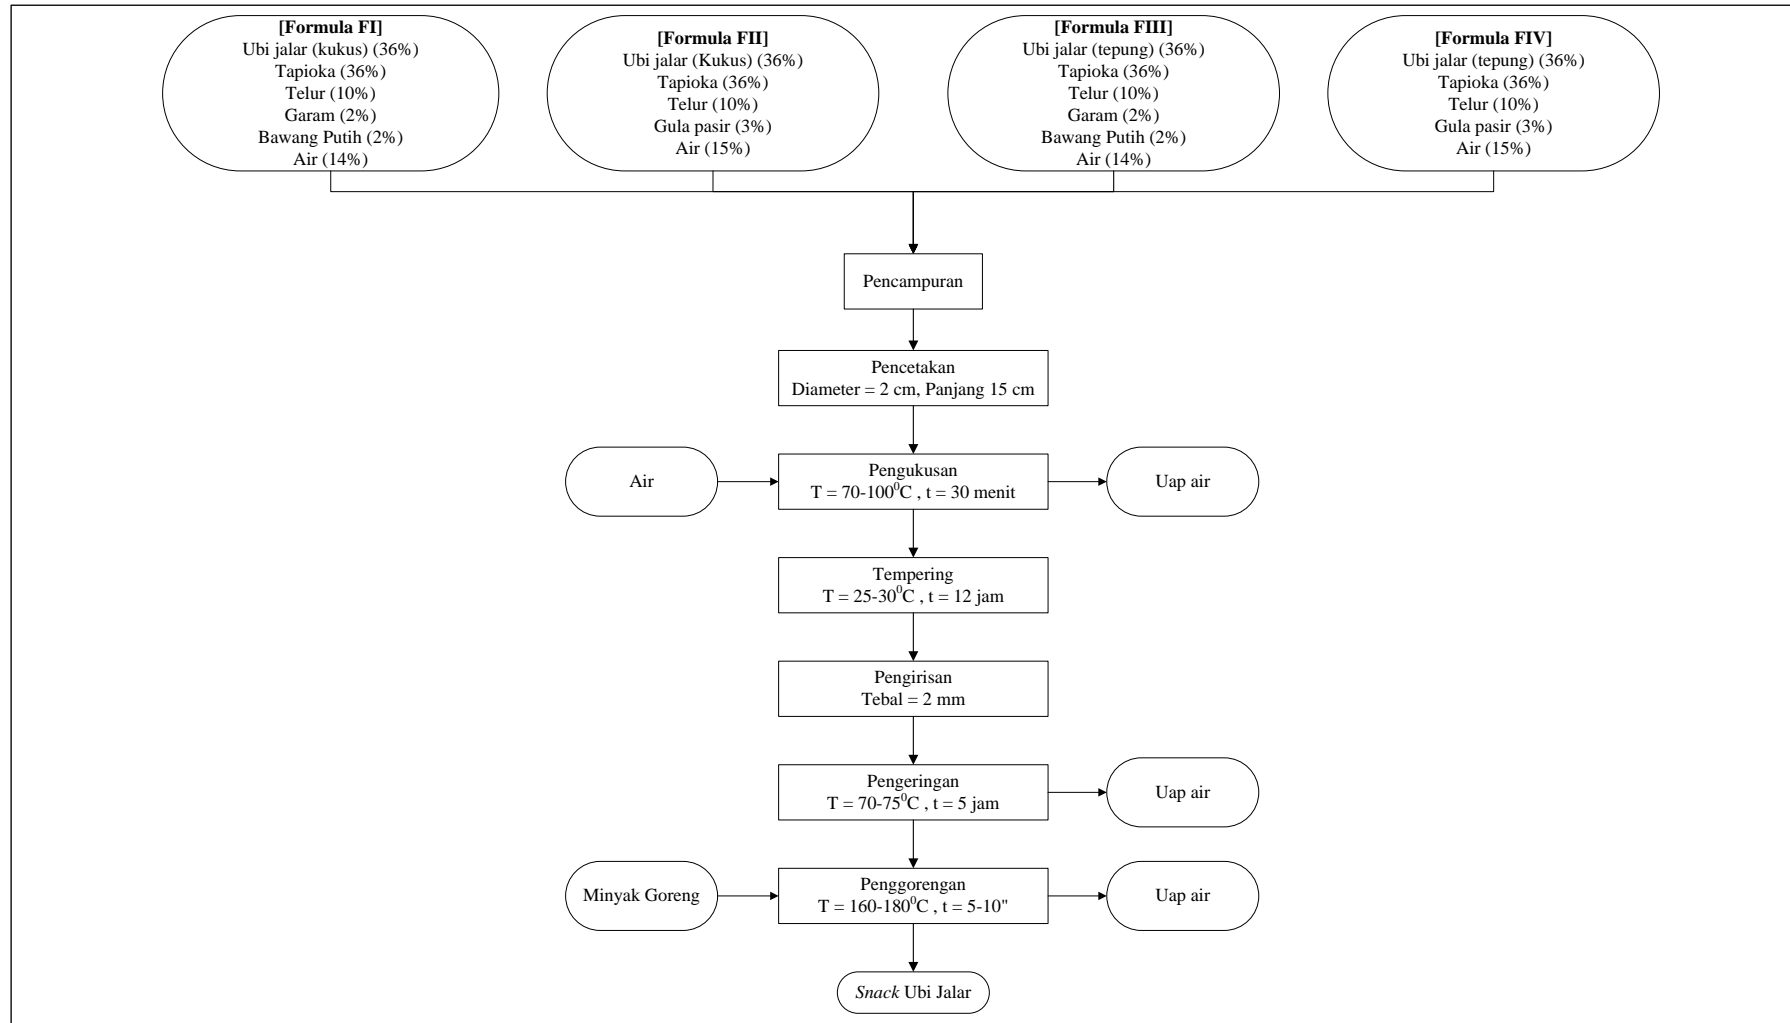 [Formula FI]
Ubi jalar (kukus) (36%)
Tapioka (36%)
Telur (10%)
Garam (2%)
Bawang Putih (2%)
Air (14%)
[Formula FII]
Ubi jalar (Kukus) (36%)
Tapioka (36%)
Telur (10%)
Gula pasir (3%)
Air (15%)
[Formula FIII]
Ubi jalar (tepung) (36%)
Tapioka (36%)
Telur (10%)
Garam (2%)
Bawang Putih (2%)
Air (14%)
[Formula FIV]
Ubi jalar (tepung) (36%)
Tapioka (36%)
Telur (10%)
Gula pasir (3%)
Air (15%)
Pencampuran
Pencetakan
Diameter = 2 cm, Panjang 15 cm
Air
Pengukusan
T = 70-100⁰C , t = 30 menit
Uap air
Tempering
T = 25-30⁰C , t = 12 jam
Pengirisan
Tebal = 2 mm
Pengeringan
T = 70-75⁰C , t = 5 jam
Uap air
Minyak Goreng
Penggorengan
T = 160-180⁰C , t = 5-10"
Uap air
Snack Ubi Jalar